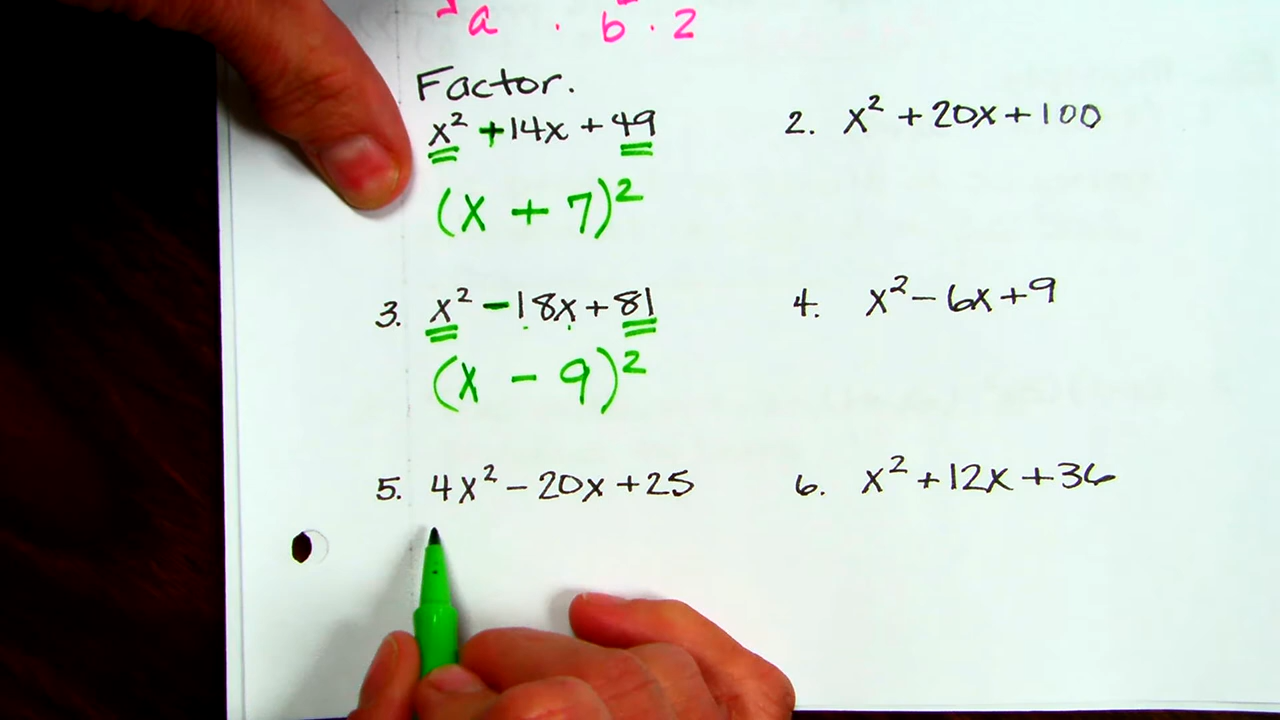 a · b · 2
Factor.
x² + 14x + 49
(x + 7)²
2. x² + 20x + 100
3. x² - 18x + 81
(x - 9)²
4. x² - 6x + 9
5. 4x² - 20x + 25
6. x² + 12x + 36